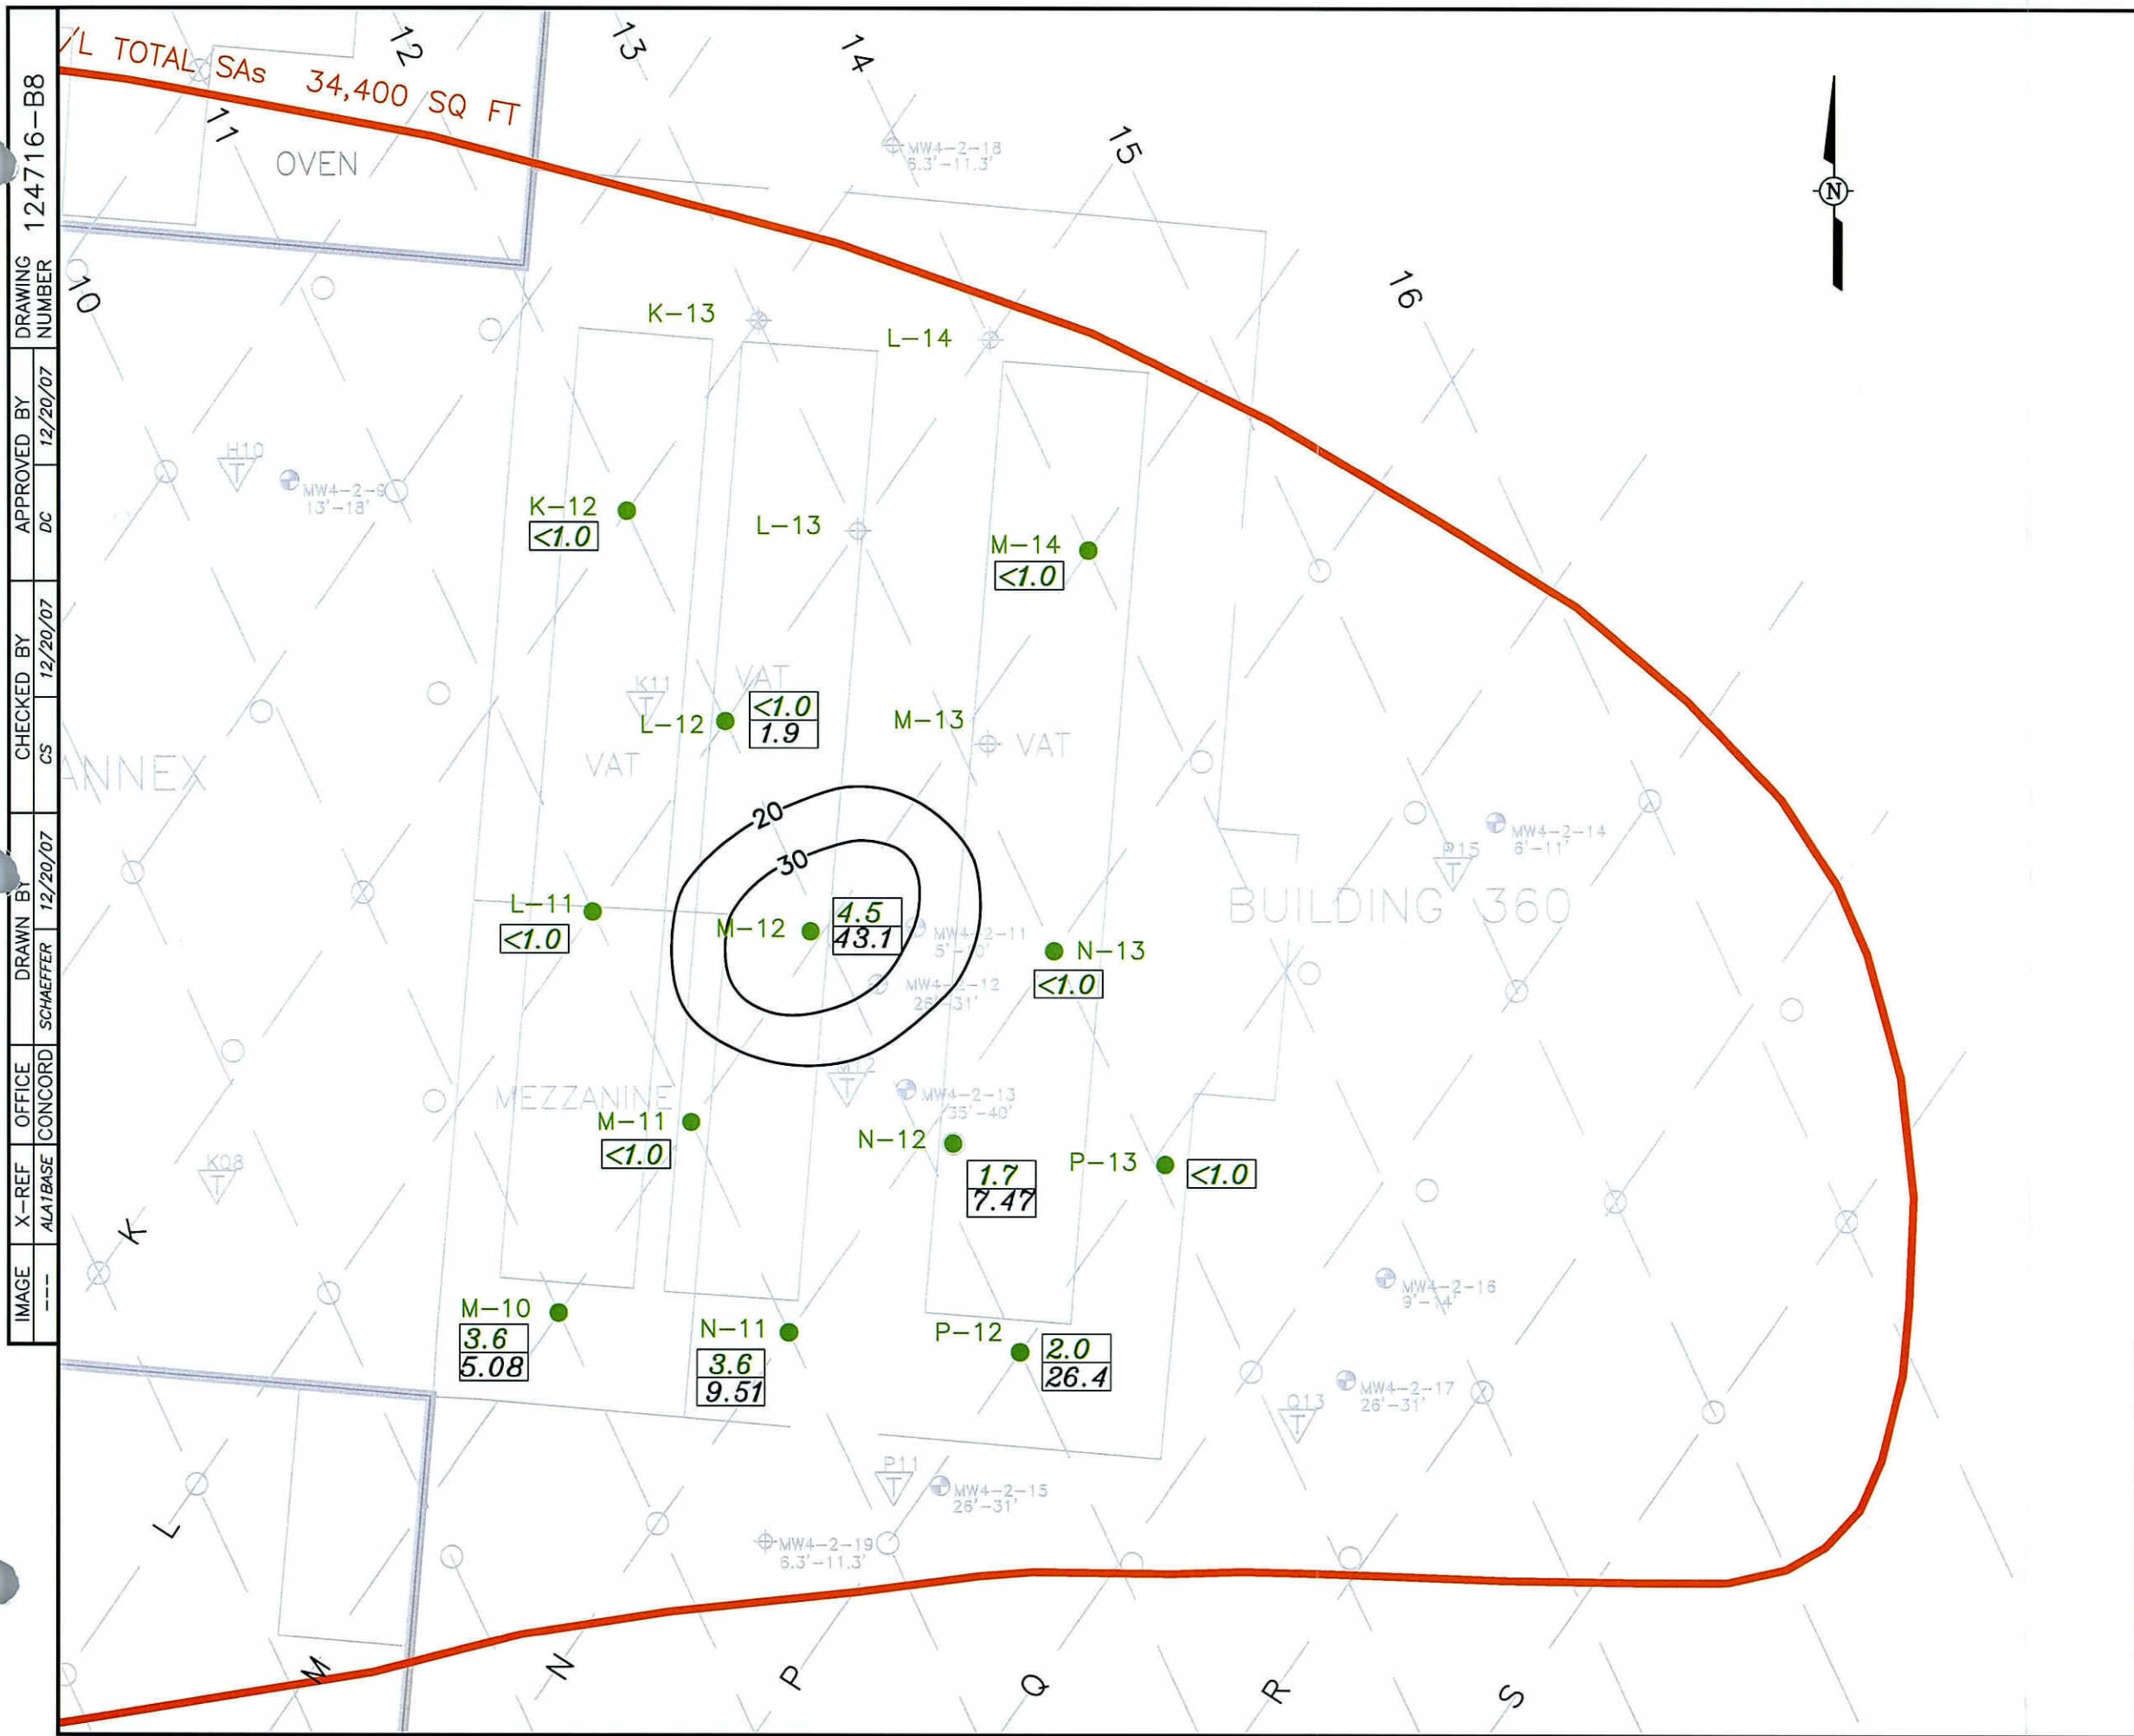 DRAWING NUMBER 124716-B8
APPROVED BY
DC 12/20/07
CHECKED BY
CS 12/20/07
DRAWN BY
SCHAEFFER 12/20/07
OFFICE
CONCORD
X-REF
ALA1BASE
IMAGE
---
/L TOTAL SAs 34,400 SQ FT
10
11
12
13
14
15
16
N
OVEN
MW4-2-18
6.3'-11.3'
K-13
L-14
H10
T
MW4-2-9
13'-18'
K-12
<1.0
L-13
M-14
<1.0
K11
T
VAT
L-12
<1.0
1.9
M-13
VAT
VAT
ANNEX
20
30
MW4-2-14
6'-11'
R15
T
BUILDING 360
L-11
<1.0
M-12
4.5
43.1
MW4-2-11
MW4-2-12
26'-31'
N-13
<1.0
M12
T
MW4-2-13
35'-40'
MEZZANINE
M-11
<1.0
N-12
1.7
7.47
P-13
<1.0
K08
T
K
MW4-2-16
9'-14'
M-10
3.6
5.08
N-11
3.6
9.51
P-12
2.0
26.4
MW4-2-17
26'-31'
Q13
T
P11
T
MW4-2-15
26'-31'
L
MW4-2-19
6.3'-11.3'
M
N
P
Q
R
S